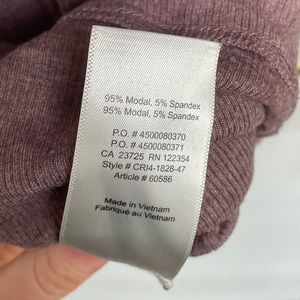 95% Modal, 5% Spandex
95% Modal, 5% Spandex
P.O. # 4500080370
P.O. # 4500080371
CA 23725 RN 122354
Style # CRI4-1828-47
Article # 60586
Made in Vietnam
Fabriqué au Vietnam